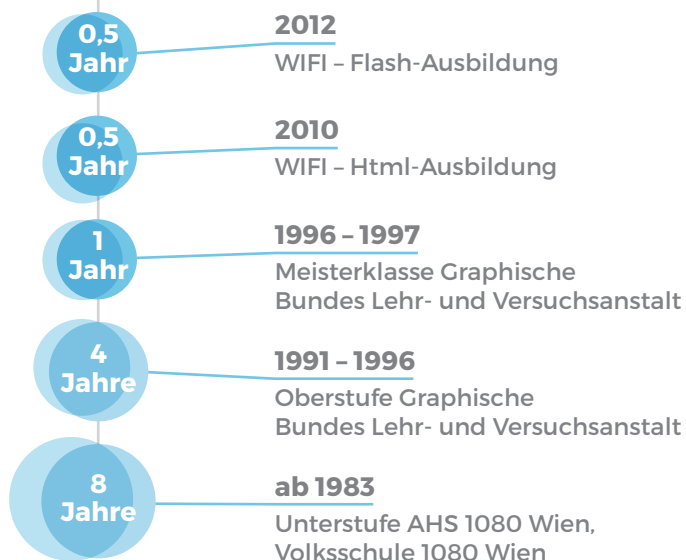 0,5
Jahr
2012
WIFI – Flash-Ausbildung
0,5
Jahr
2010
WIFI – Html-Ausbildung
1
Jahr
1996 – 1997
Meisterklasse Graphische
Bundes Lehr- und Versuchsanstalt
4
Jahre
1991 – 1996
Oberstufe Graphische
Bundes Lehr- und Versuchsanstalt
8
Jahre
ab 1983
Unterstufe AHS 1080 Wien,
Volksschule 1080 Wien